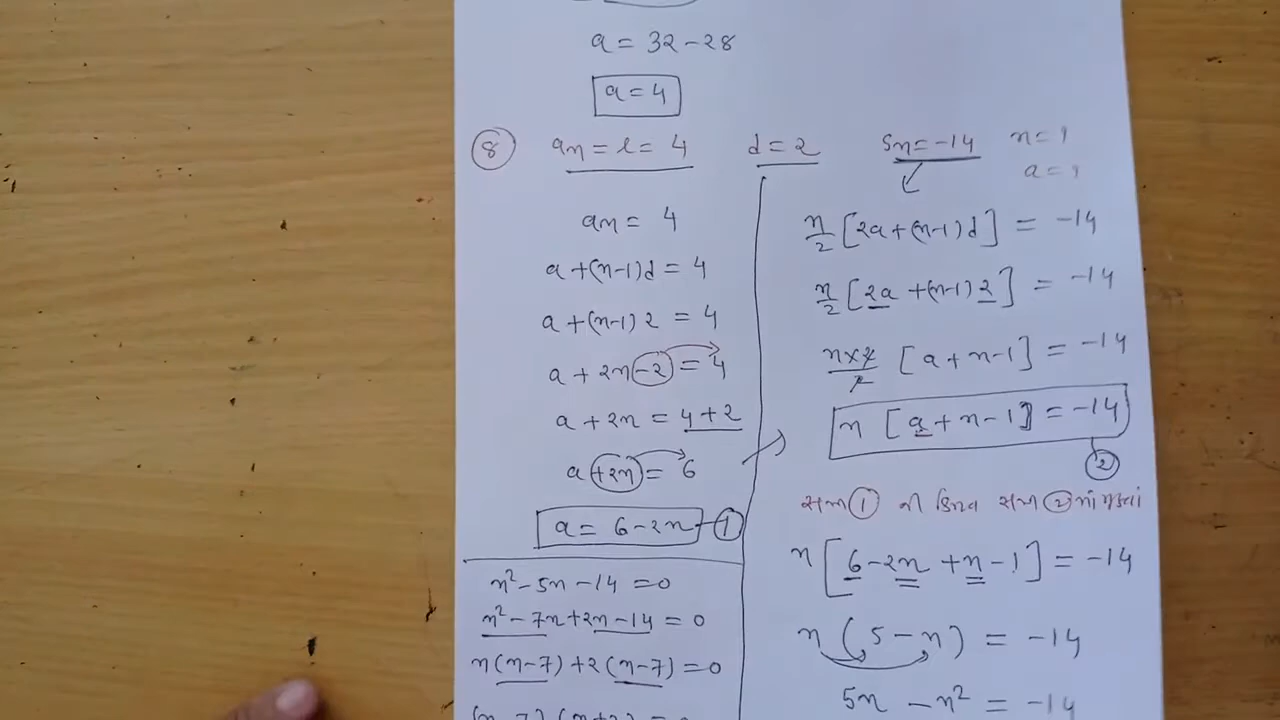 a = 32-28
a = 4
8 an = l = 4 d = 2 Sn = -14 n = ?
a = ?
an = 4
a + (n-1)d = 4
a + (n-1) 2 = 4
a + 2n - 2 = 4
a + 2n = 4+2
a + 2n = 6
a = 6-2n 1
n² - 5n - 14 = 0
n² - 7n + 2n - 14 = 0
n(n-7) + 2(n-7) = 0
n/2 [2a + (n-1)d] = -14
n/2 [2a + (n-1) 2] = -14
n×2/2 [a + n-1] = -14
n [a + n-1] = -14
2
1 ની કિંમત 2 માં મૂકતાં
n [6-2n + n-1] = -14
n (5-n) = -14
5n - n² = -14